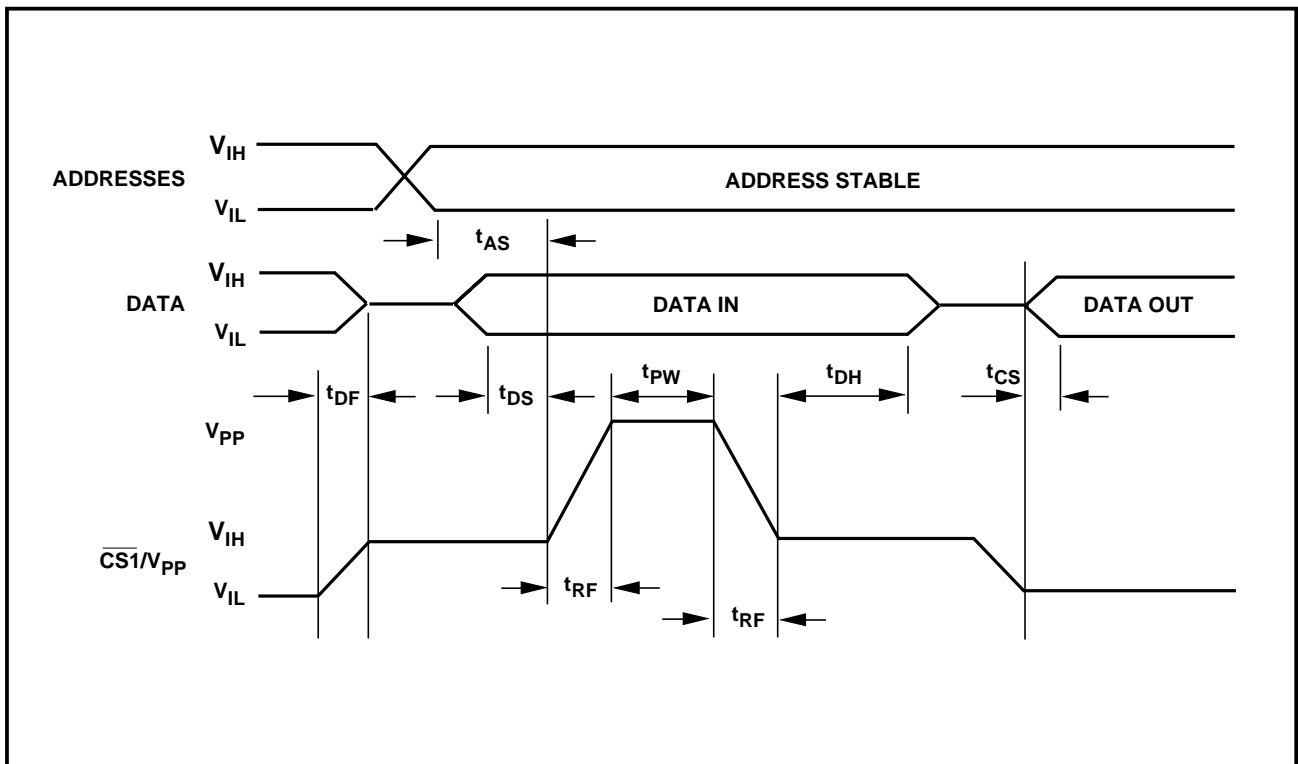 VIH
ADDRESSES
ADDRESS STABLE
VIL
tAS
VIH
DATA
DATA IN
DATA OUT
VIL
tDF
tDS
tPW
tDH
tCS
VPP
VIH
CS1/VPP
VIL
tRF
tRF